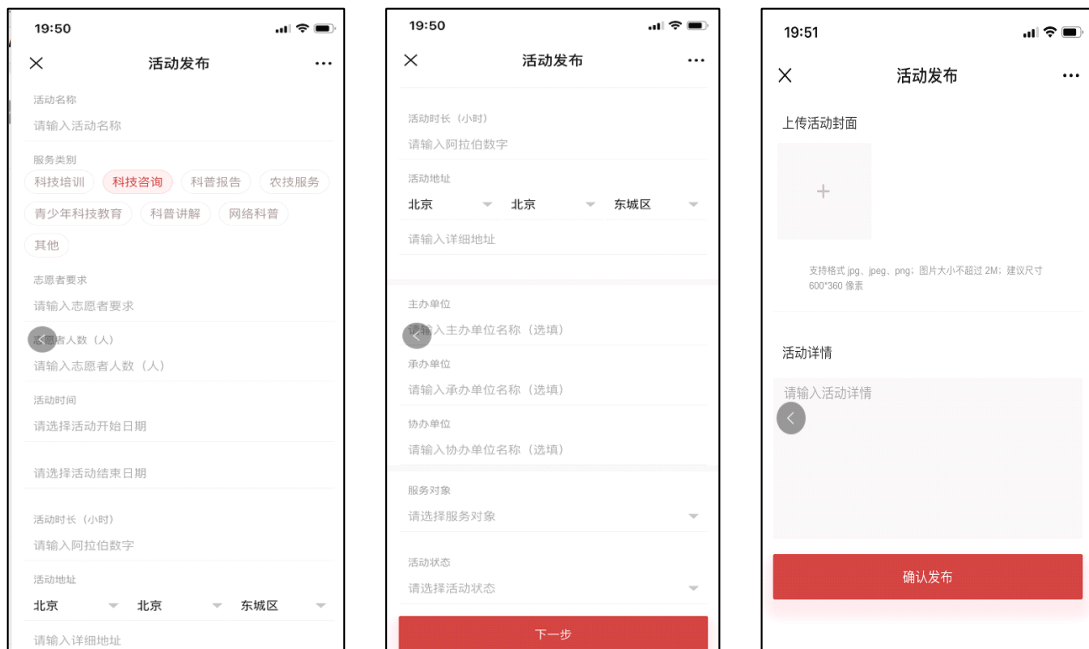 19:50
活动发布
活动名称
请输入活动名称
服务类别
科技培训 科技咨询 科普报告 农技服务
青少年科技教育 科普讲解 网络科普
其他
志愿者要求
请输入志愿者要求
志愿者人数（人）
请输入志愿者人数（人）
活动时间
请选择活动开始日期
请选择活动结束日期
活动时长（小时）
请输入阿拉伯数字
活动地址
北京 北京 东城区
请输入详细地址
19:50
活动发布
活动时长（小时）
请输入阿拉伯数字
活动地址
北京 北京 东城区
请输入详细地址
主办单位
请输入主办单位名称（选填）
承办单位
请输入承办单位名称（选填）
协办单位
请输入协办单位名称（选填）
服务对象
请选择服务对象
活动状态
请选择活动状态
下一步
19:51
活动发布
上传活动封面
支持格式 jpg、jpeg、png；图片大小不超过 2M；建议尺寸
600*360 像素
活动详情
请输入活动详情
确认发布